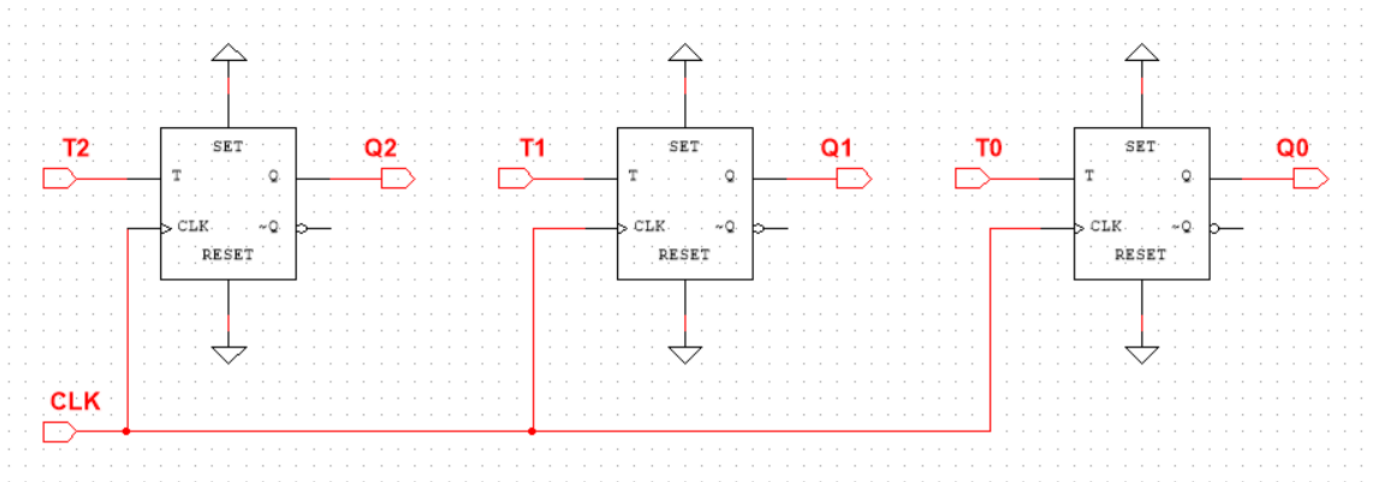 T2
SET
Q2
T Q
CLK ~Q
RESET
T1
SET
Q1
T Q
CLK ~Q
RESET
T0
SET
Q0
T Q
CLK ~Q
RESET
CLK